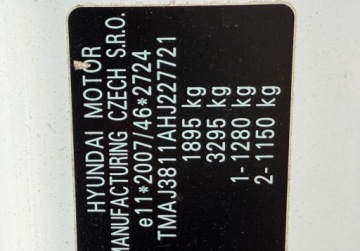 HYUNDAI MOTOR
MANUFACTURING CZECH S.R.O.
e11*2007/46*2724
TMAJ3811AHJ227721
1895 kg
3295 kg
1-1280 kg
2-1150 kg